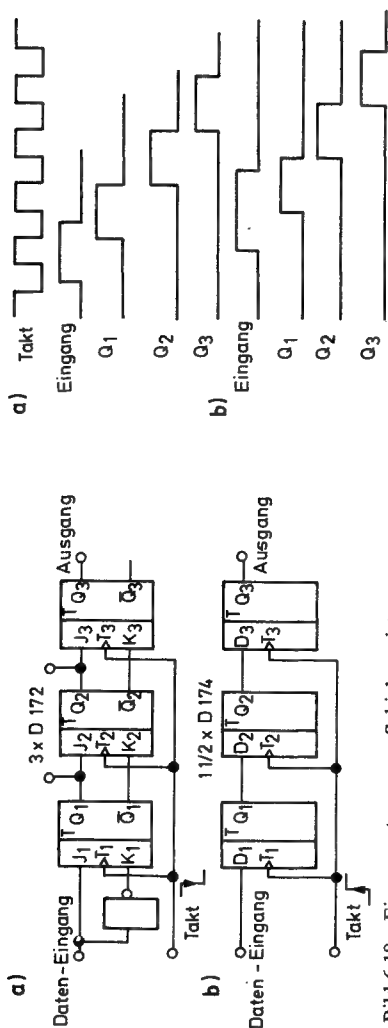 a)
3 x D 172
Daten-Eingang
Ausgang
J1 T Q1
T1
K1 Q̅1
J2 T Q2
T2
K2 Q̅2
J3 T Q3
T3
K3 Q̅3
Takt
b)
1 1/2 x D 174
Daten-Eingang
Ausgang
D1 T Q1
T1
D2 T Q2
T2
D3 T Q3
T3
Takt
Bild
a)
Takt
Eingang
Q1
Q2
Q3
b)
Eingang
Q1
Q2
Q3